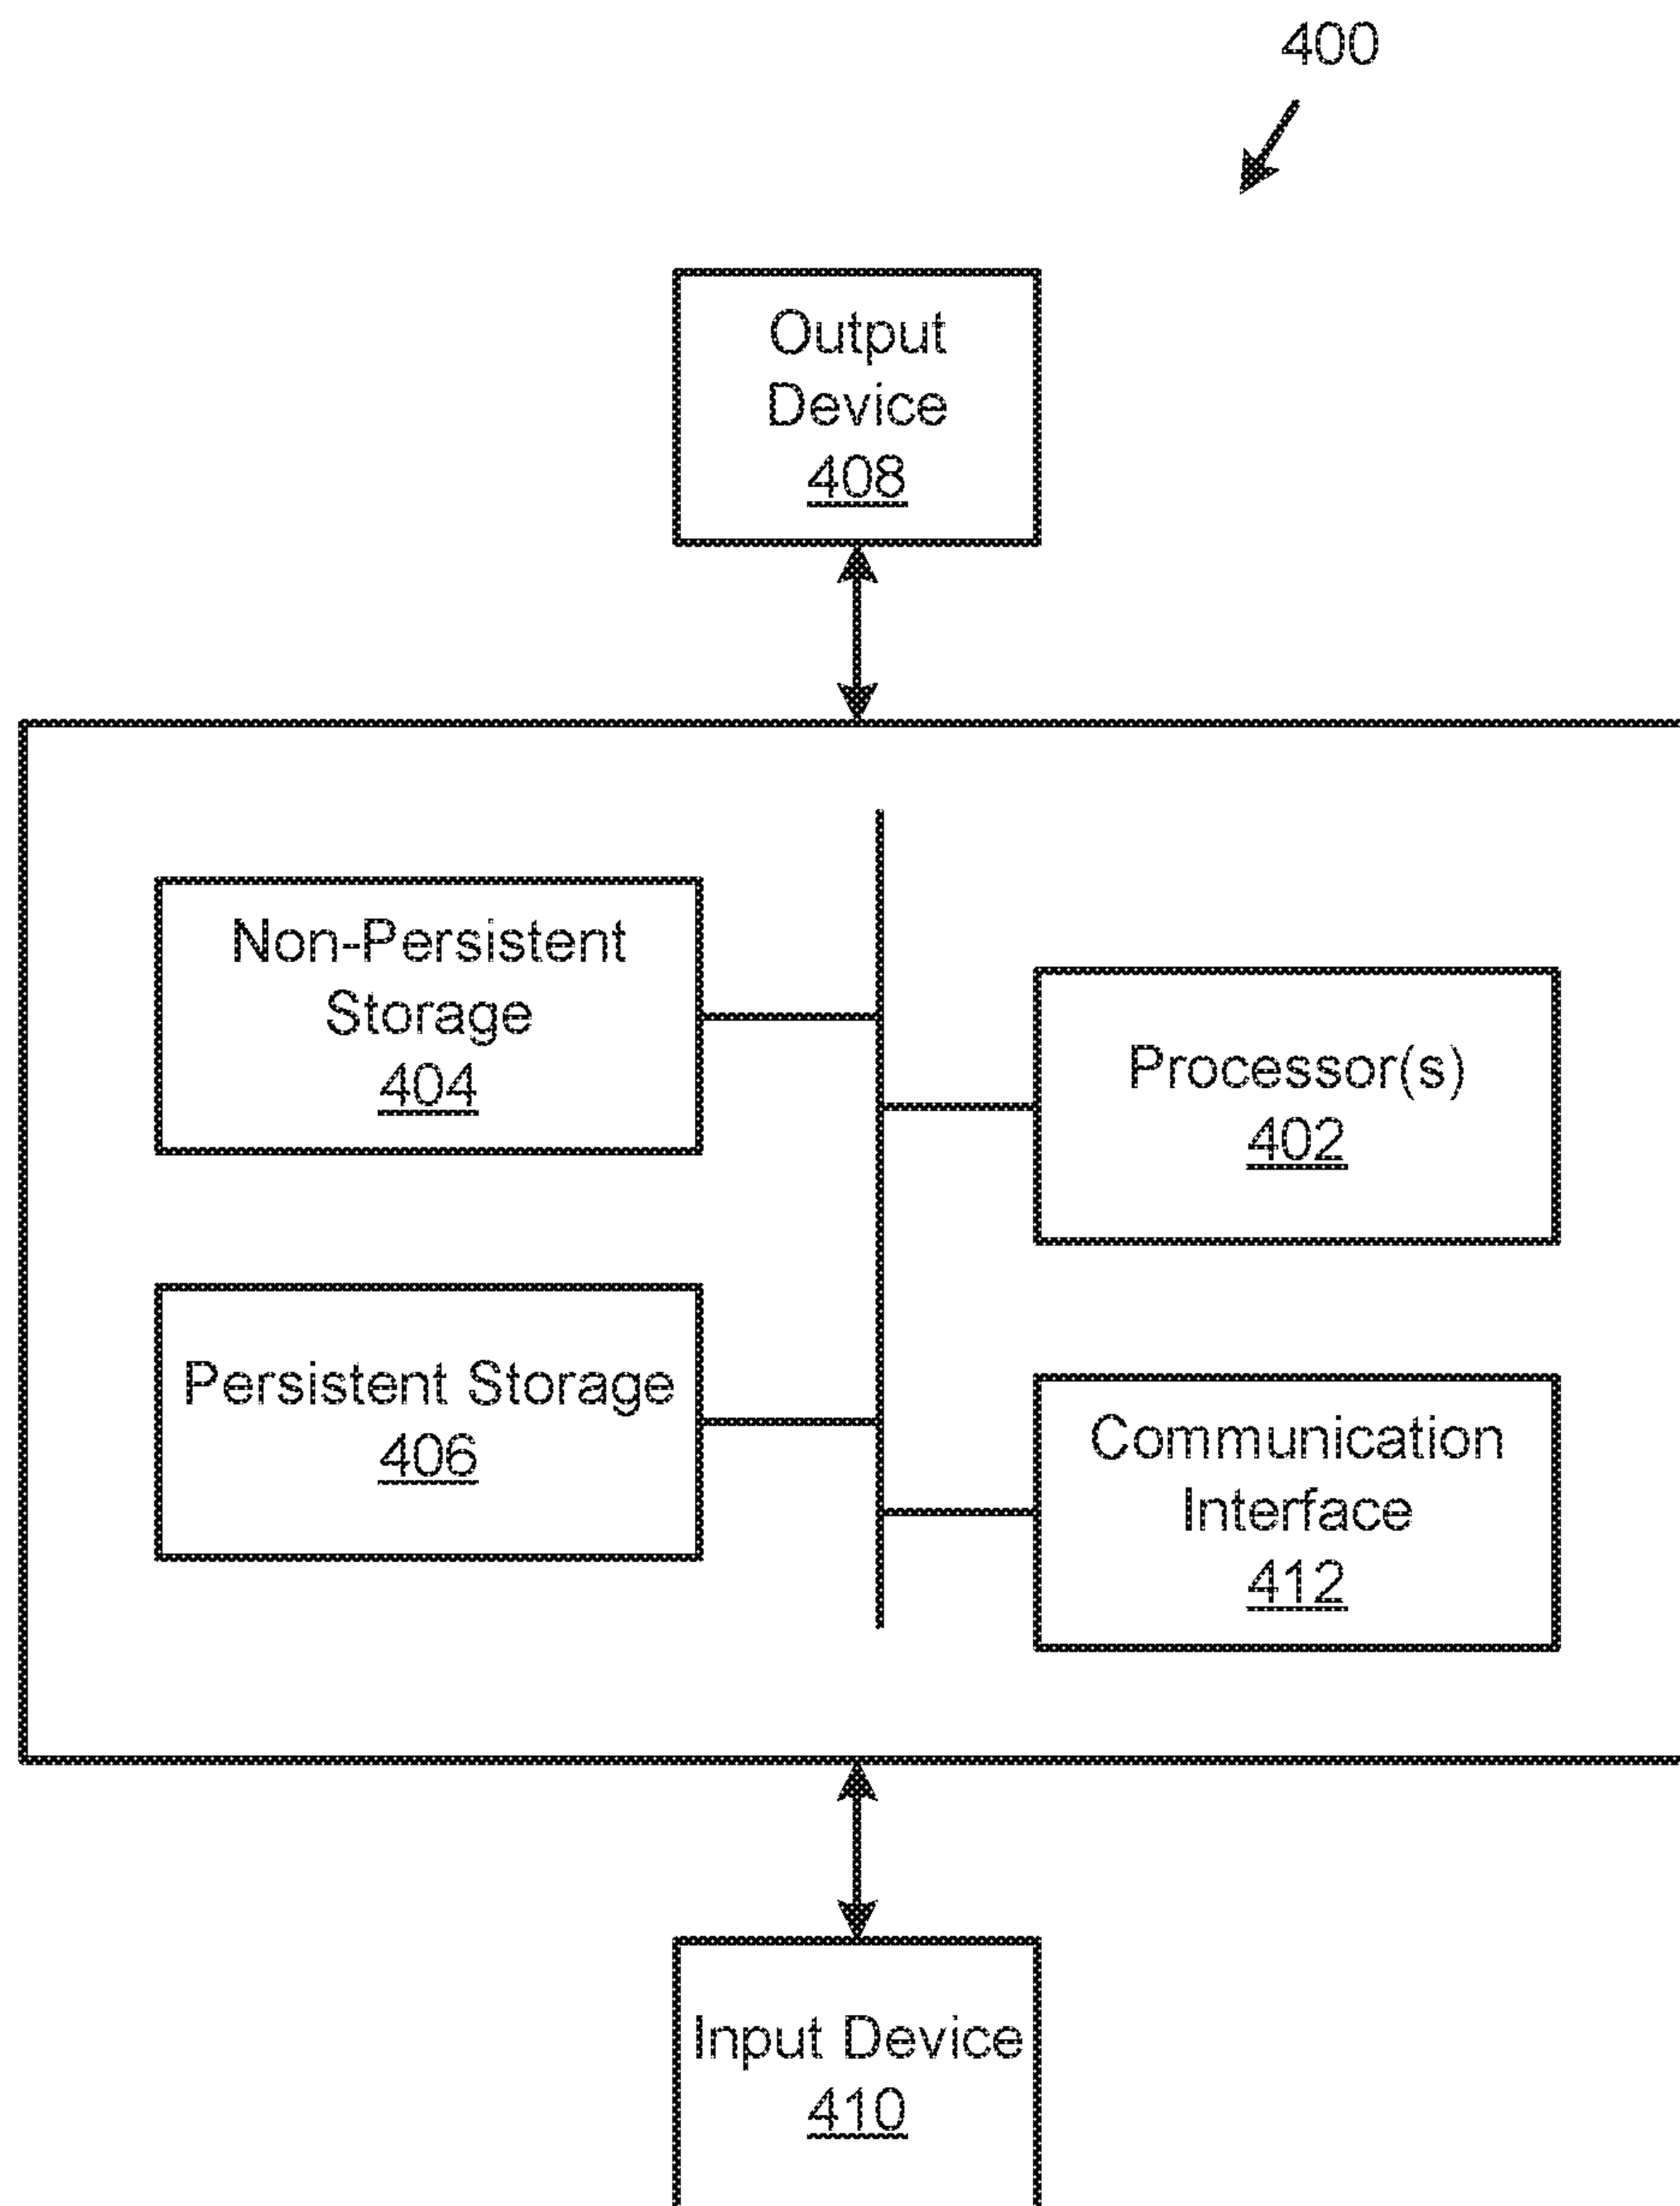 400
Output
Device
408
Non-Persistent
Storage
404
Processor(s)
402
Persistent Storage
406
Communication
Interface
412
Input Device
410